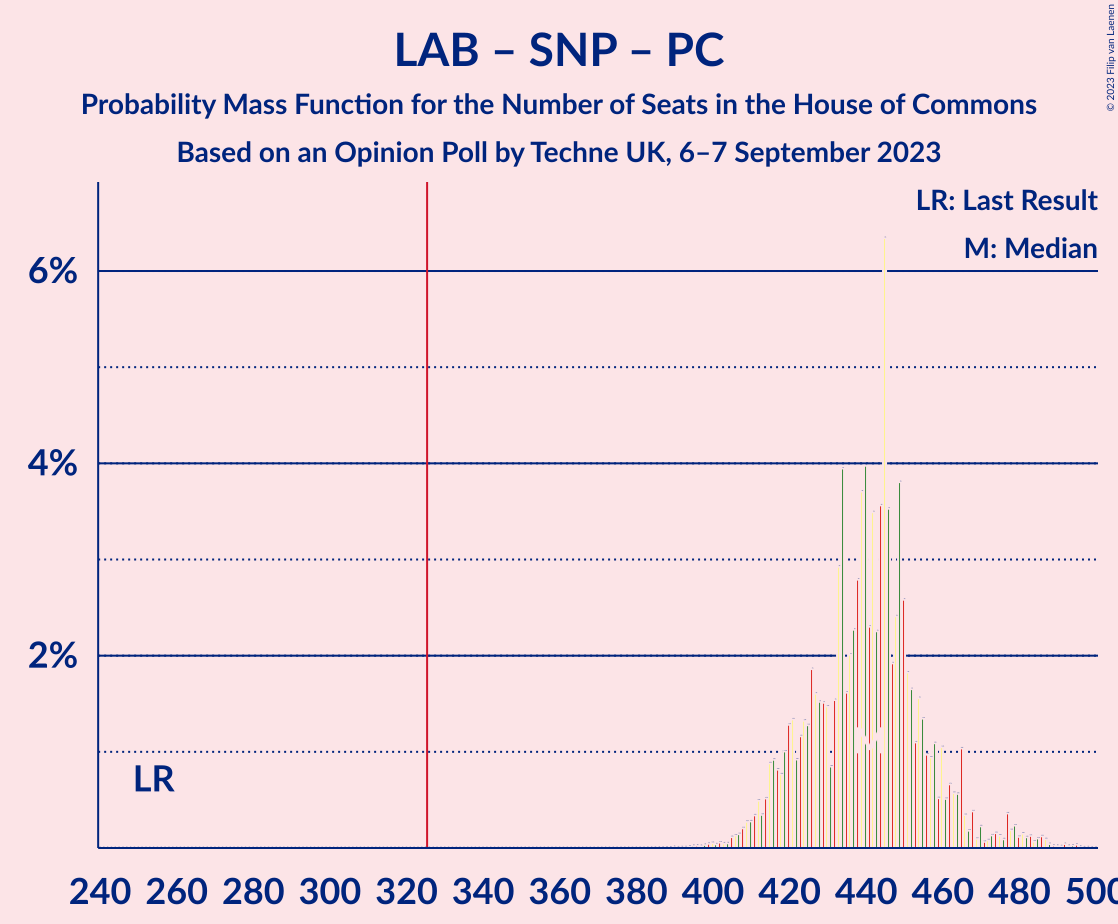 LAB – SNP – PC
Probability Mass Function for the Number of Seats in the House of Commons
Based on an Opinion Poll by Techne UK, 6–7 September 2023
© 2023 Filip van Laenen
LR: Last Result
M: Median
6%
4%
2%
LR
M
240 260 280 300 320 340 360 380 400 420 440 460 480 500